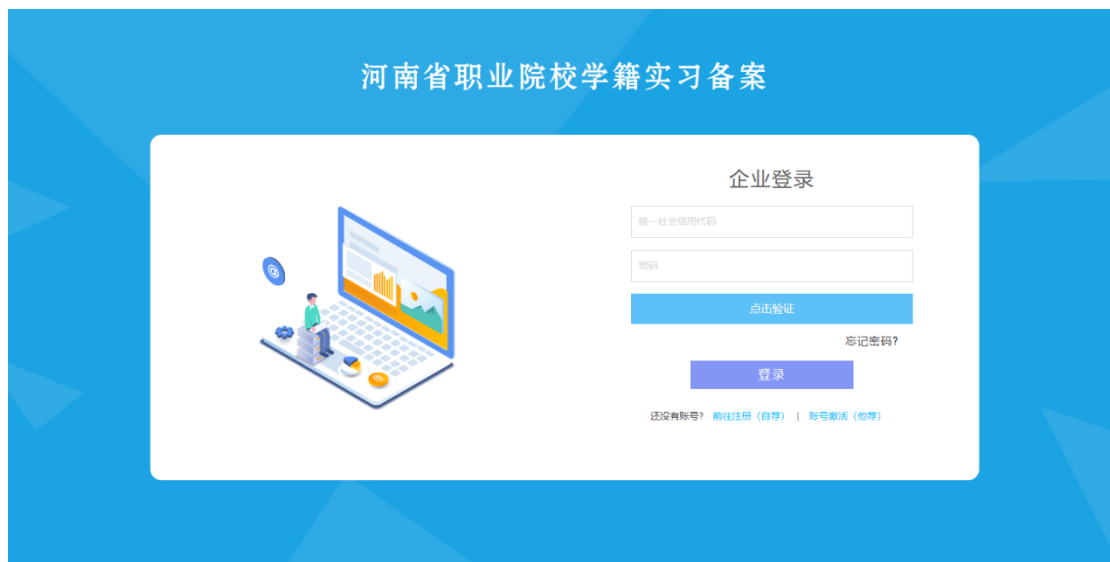 河南省职业院校学籍实习备案
企业登录
统一社会信用代码
密码
点击验证
忘记密码?
登录
还没有账号? 前往注册（自荐） | 账号激活（他荐）